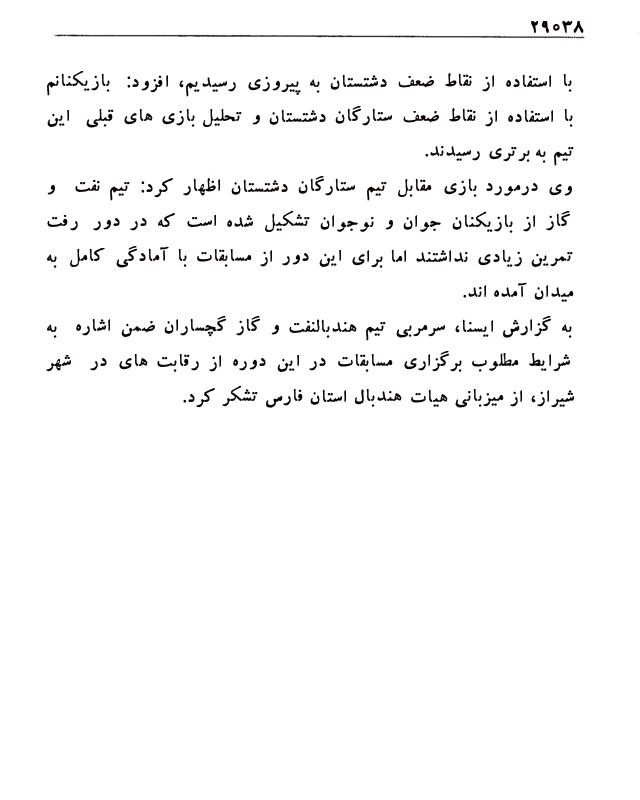 ۲۹۰۳۸
با استفاده از نقاط ضعف دشتستان به پیروزی رسیدیم، افزود: بازیکنانم
با استفاده از نقاط ضعف ستارگان دشتستان و تحلیل بازی های قبلی این
تیم به برتری رسیدند.
وی درمورد بازی مقابل تیم ستارگان دشتستان اظهار کرد: تیم نفت و
گاز از بازیکنان جوان و نوجوان تشکیل شده است که در دور رفت
تمرین زیادی نداشتند اما برای این دور از مسابقات با آمادگی کامل به
میدان آمده اند.
به گزارش ایسنا، سرمربی تیم هندبالنفت و گاز گچساران ضمن اشاره به
شرایط مطلوب برگزاری مسابقات در این دوره از رقابت های در شهر
شیراز، از میزبانی هیات هندبال استان فارس تشکر کرد.